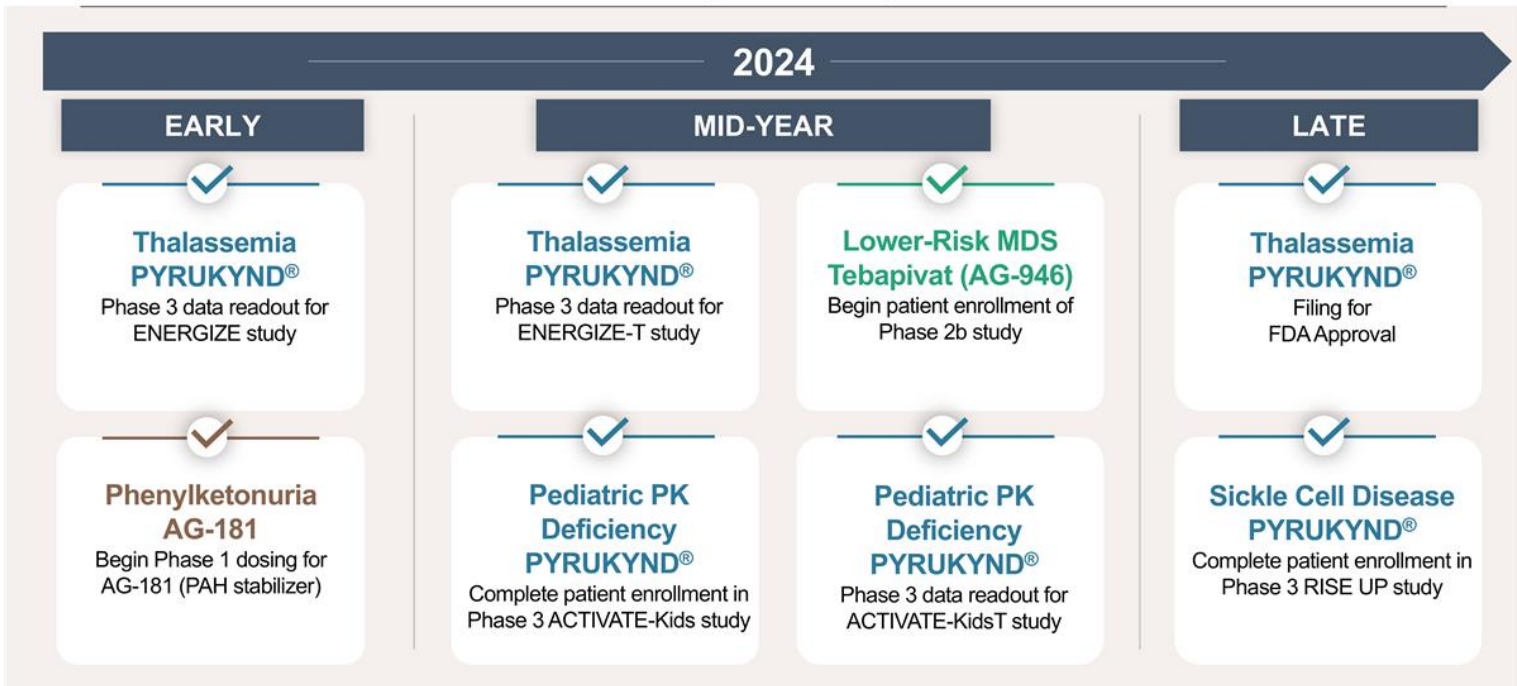 2024
EARLY
MID-YEAR
LATE
Thalassemia
PYRUKYND®
Phase 3 data readout for
ENERGIZE study
Thalassemia
PYRUKYND®
Phase 3 data readout for
ENERGIZE-T study
Lower-Risk MDS
Tebapivat (AG-946)
Begin patient enrollment of
Phase 2b study
Thalassemia
PYRUKYND®
Filing for
FDA Approval
Phenylketonuria
AG-181
Begin Phase 1 dosing for
AG-181 (PAH stabilizer)
Pediatric PK
Deficiency
PYRUKYND®
Complete patient enrollment in
Phase 3 ACTIVATE-Kids study
Pediatric PK
Deficiency
PYRUKYND®
Phase 3 data readout for
ACTIVATE-KidsT study
Sickle Cell Disease
PYRUKYND®
Complete patient enrollment in
Phase 3 RISE UP study